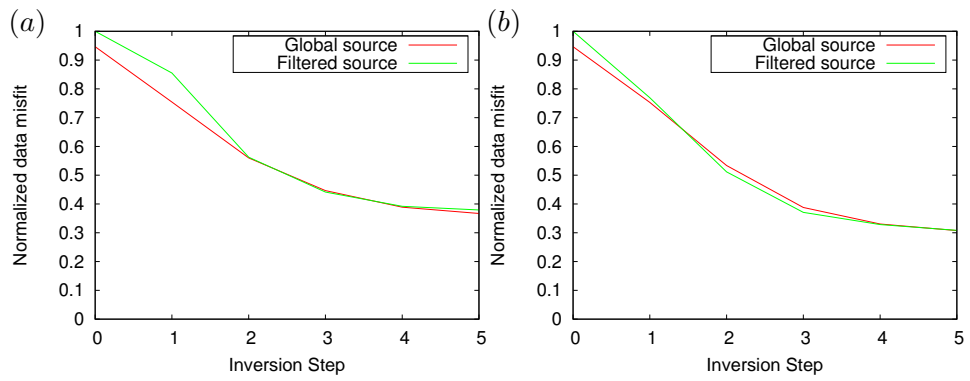 (a)
Normalized data misfit
1
0.9
0.8
0.7
0.6
0.5
0.4
0.3
0.2
0.1
0
Global source
Filtered source
0 1 2 3 4 5
Inversion Step
(b)
Normalized data misfit
1
0.9
0.8
0.7
0.6
0.5
0.4
0.3
0.2
0.1
0
Global source
Filtered source
0 1 2 3 4 5
Inversion Step